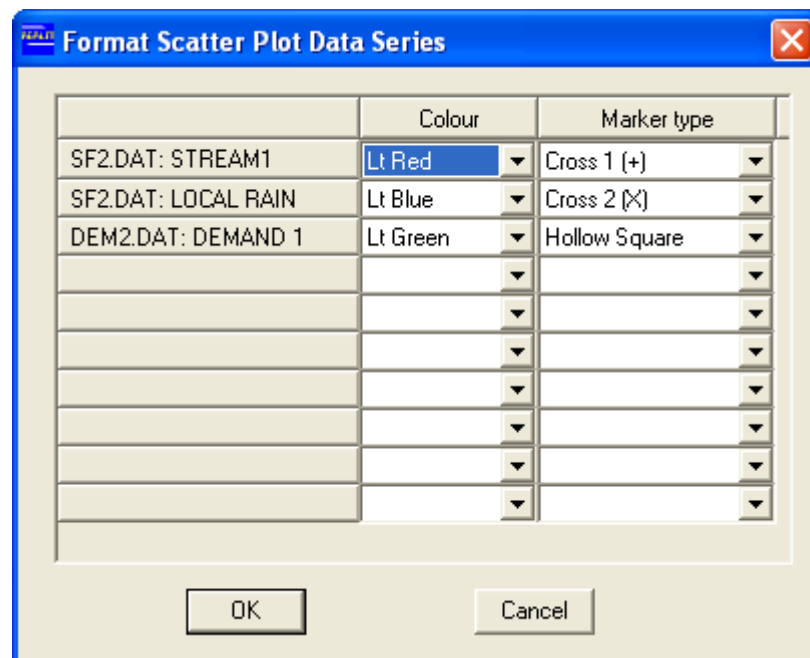 Format Scatter Plot Data Series
Colour Marker type
SF2.DAT: STREAM1 Lt Red Cross 1 (+)
SF2.DAT: LOCAL RAIN Lt Blue Cross 2 (X)
DEM2.DAT: DEMAND 1 Lt Green Hollow Square
OK Cancel